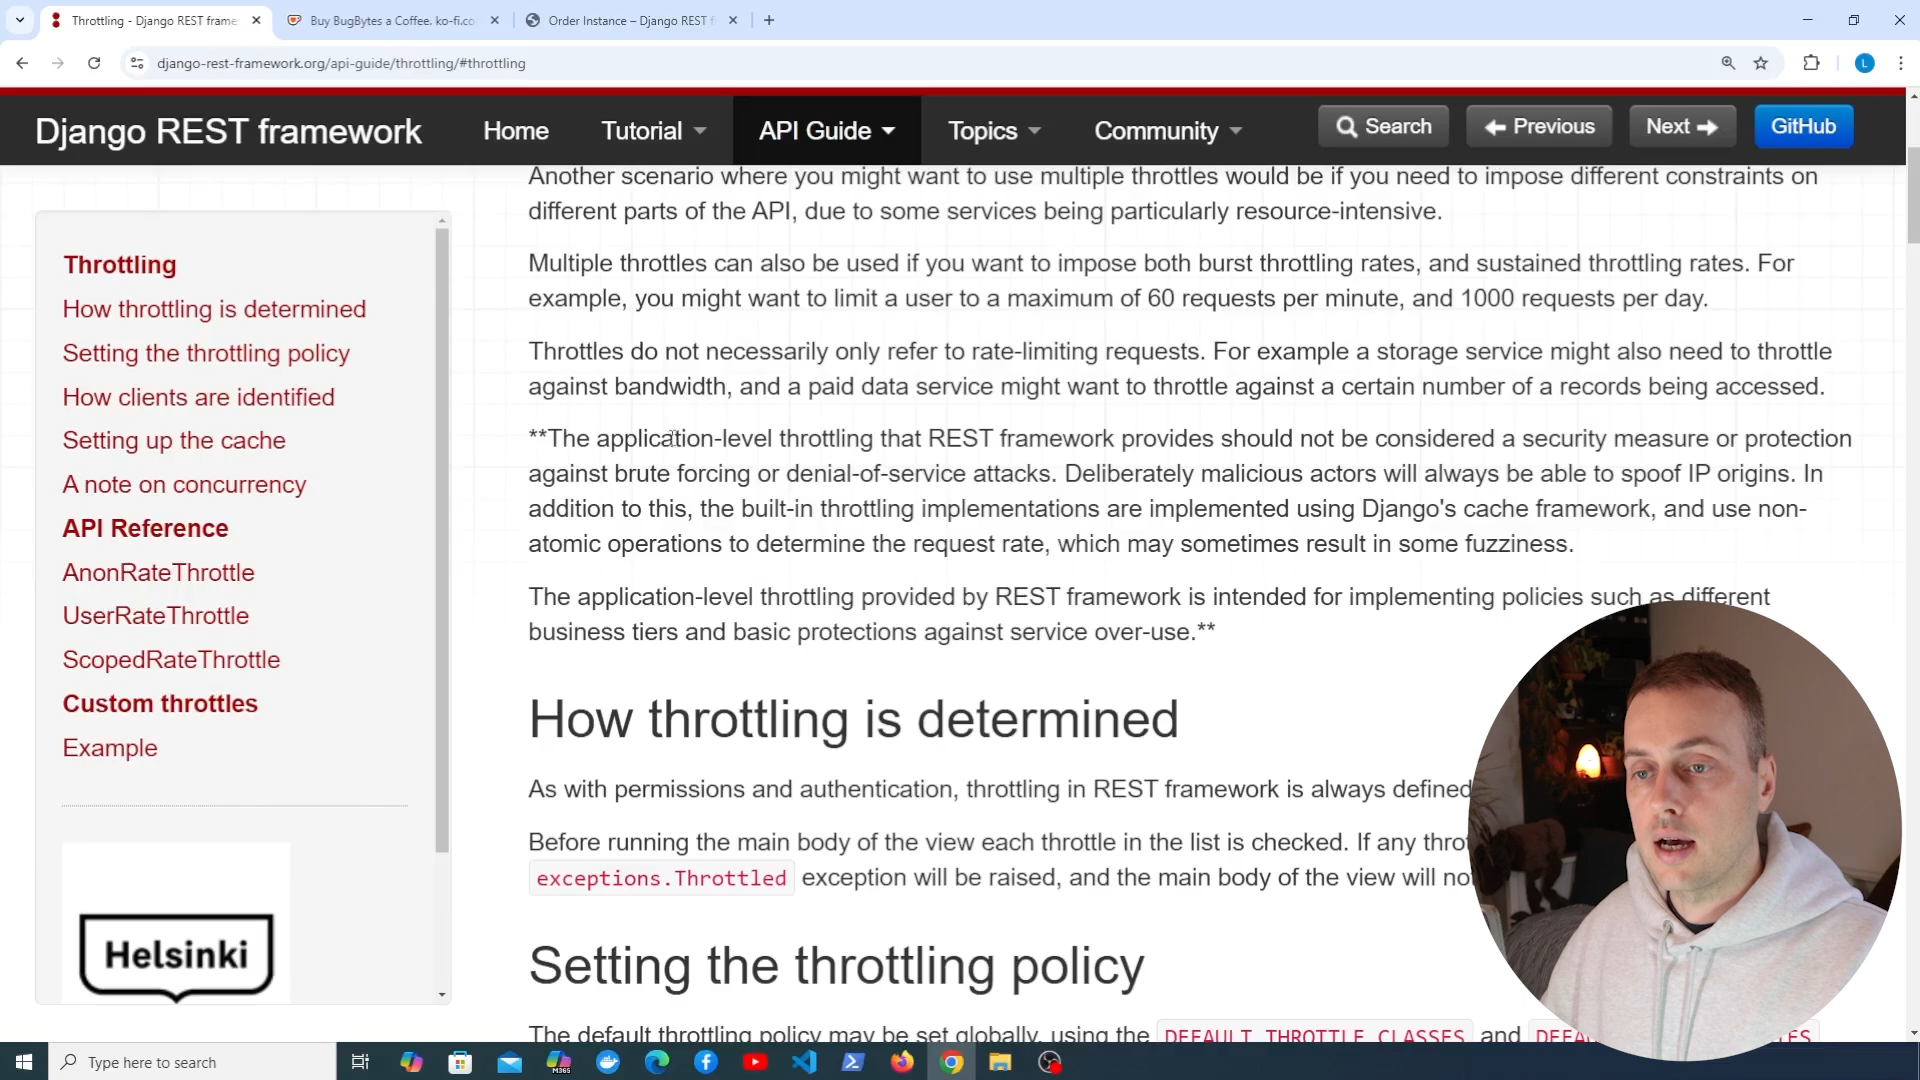 Throttling - Django REST frame
Buy BugBytes a Coffee. ko-fi.co
Order Instance – Django REST f
django-rest-framework.org/api-guide/throttling/#throttling
L
Django REST framework
Home
Tutorial
API Guide
Topics
Community
Search
Previous
Next
GitHub
Throttling
How throttling is determined
Setting the throttling policy
How clients are identified
Setting up the cache
A note on concurrency
API Reference
AnonRateThrottle
UserRateThrottle
ScopedRateThrottle
Custom throttles
Example
Helsinki
Another scenario where you might want to use multiple throttles would be if you need to impose different constraints on
different parts of the API, due to some services being particularly resource-intensive.
Multiple throttles can also be used if you want to impose both burst throttling rates, and sustained throttling rates. For
example, you might want to limit a user to a maximum of 60 requests per minute, and 1000 requests per day.
Throttles do not necessarily only refer to rate-limiting requests. For example a storage service might also need to throttle
against bandwidth, and a paid data service might want to throttle against a certain number of a records being accessed.
**The application-level throttling that REST framework provides should not be considered a security measure or protection
against brute forcing or denial-of-service attacks. Deliberately malicious actors will always be able to spoof IP origins. In
addition to this, the built-in throttling implementations are implemented using Django's cache framework, and use non-
atomic operations to determine the request rate, which may sometimes result in some fuzziness.
The application-level throttling provided by REST framework is intended for implementing policies such as different
business tiers and basic protections against service over-use.**
How throttling is determined
As with permissions and authentication, throttling in REST framework is always defined
Before running the main body of the view each throttle in the list is checked. If any
exceptions.Throttled exception will be raised, and the main body of the view will
Setting the throttling policy
The default throttling policy may be set globally, using the DEFAULT_THROTTLE_CLASSES and
Type here to search
M365